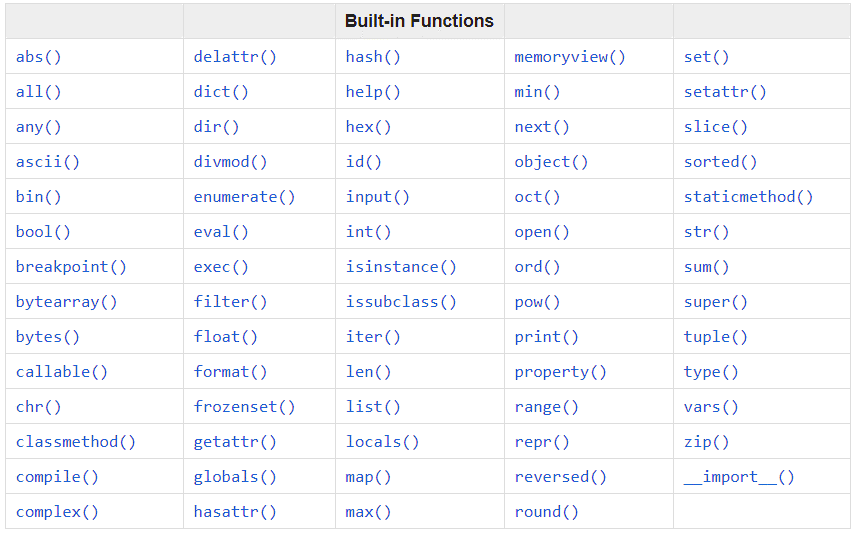 Built-in Functions
abs() delattr() hash() memoryview() set()
all() dict() help() min() setattr()
any() dir() hex() next() slice()
ascii() divmod() id() object() sorted()
bin() enumerate() input() oct() staticmethod()
bool() eval() int() open() str()
breakpoint() exec() isinstance() ord() sum()
bytearray() filter() issubclass() pow() super()
bytes() float() iter() print() tuple()
callable() format() len() property() type()
chr() frozenset() list() range() vars()
classmethod() getattr() locals() repr() zip()
compile() globals() map() reversed() __import__()
complex() hasattr() max() round()